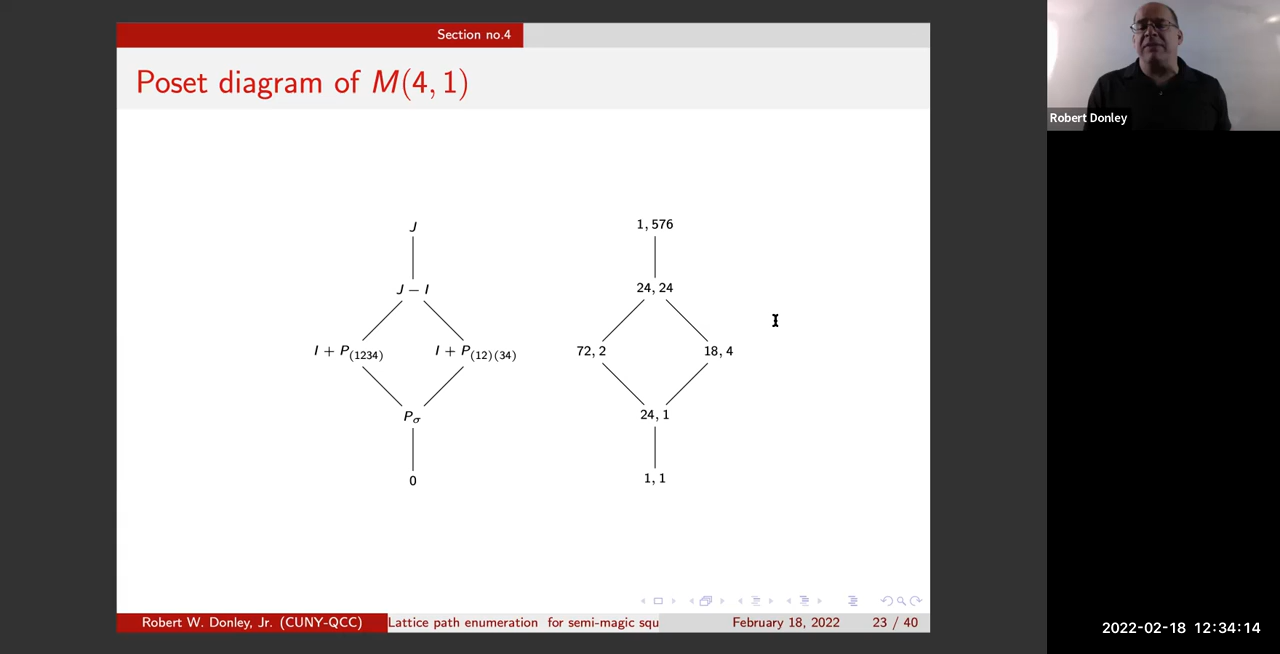 Section no.4
Poset diagram of M(4, 1)
Robert Donley
J
1, 576
J − I
24, 24
I + P(1234)
I + P(12)(34)
72, 2
18, 4
Pσ
24, 1
0
1, 1
Robert W. Donley, Jr. (CUNY-QCC)
Lattice path enumeration for semi-magic squ
February 18, 2022
23 / 40
2022-02-18 12:34:14